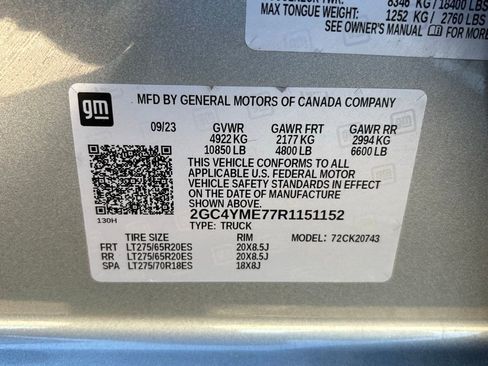 8346 KG/18400 LBS
MAX TONGUE WEIGHT: 1252 KG / 2760 LBS
SEE OWNER'S MANUAL FOR MORE
gm
MFD BY GENERAL MOTORS OF CANADA COMPANY
09/23 GVWR GAWR FRT GAWR RR
4922 KG 2177 KG 2994 KG
10850 LB 4800 LB 6600 LB
THIS VEHICLE CONFORMS TO ALL
APPLICABLE U.S. FEDERAL MOTOR
VEHICLE SAFETY STANDARDS IN EFFECT
ON THE DATE OF MANUFACTURE
SHOWN ABOVE.
130H
2GC4YME77R1151152
TYPE: TRUCK
TIRE SIZE RIM MODEL: 72CK20743
FRT LT275/65R20ES 20X8.5J
RR LT275/65R20ES 20X8.5J
SPA LT275/70R18ES 18X8J